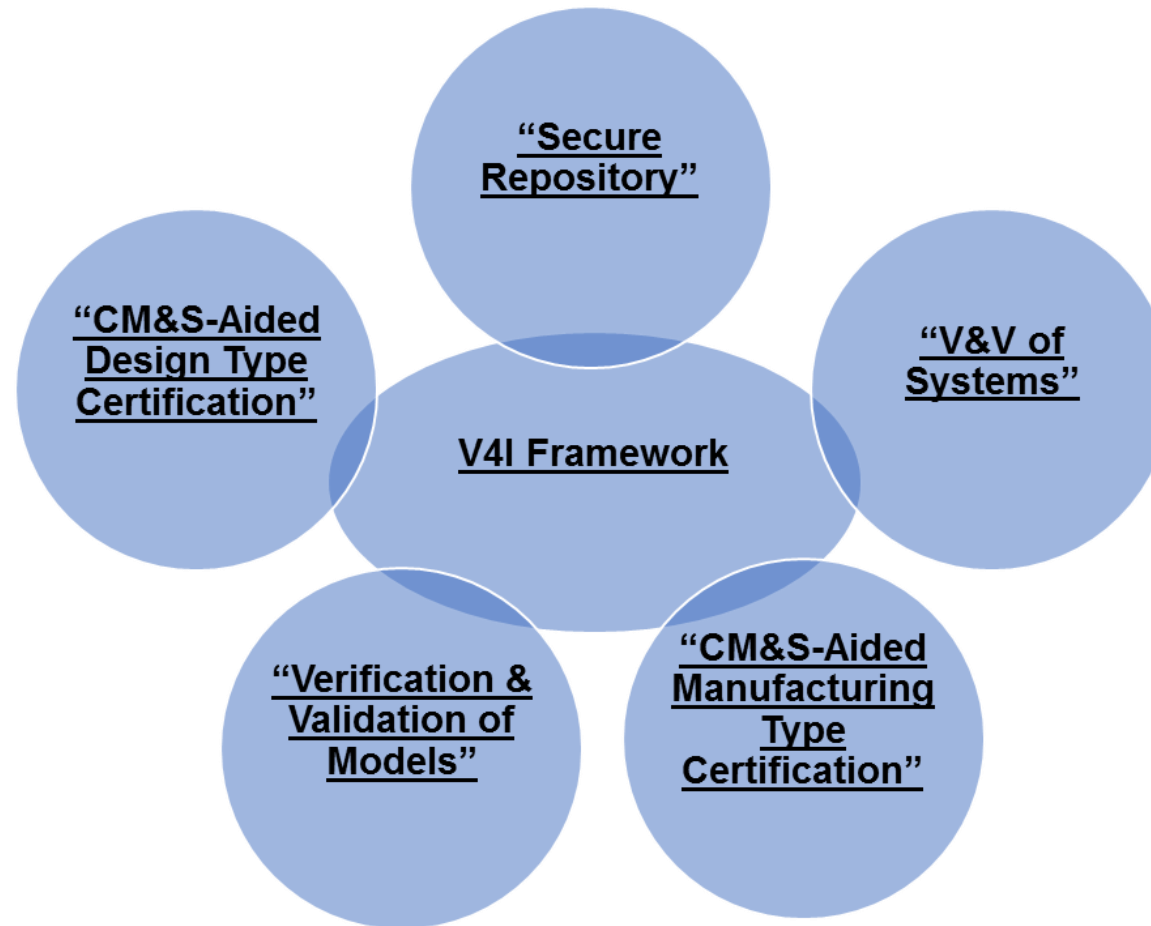 “Secure
Repository”
“CM&S-Aided
Design Type
Certification”
“V&V of
Systems”
V4I Framework
“Verification &
Validation of
Models”
“CM&S-Aided
Manufacturing
Type
Certification”